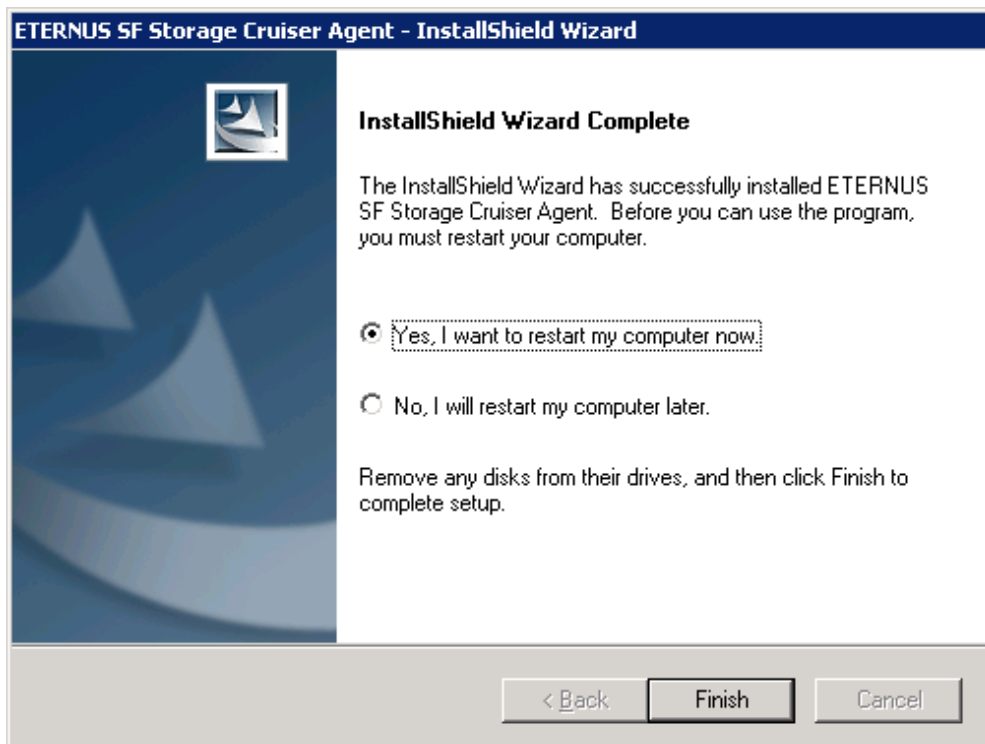 ETERNUS SF Storage Cruiser Agent - InstallShield Wizard
InstallShield Wizard Complete
The InstallShield Wizard has successfully installed ETERNUS
SF Storage Cruiser Agent. Before you can use the program,
you must restart your computer.
Yes, I want to restart my computer now.
No, I will restart my computer later.
Remove any disks from their drives, and then click Finish to
complete setup.
< Back Finish Cancel